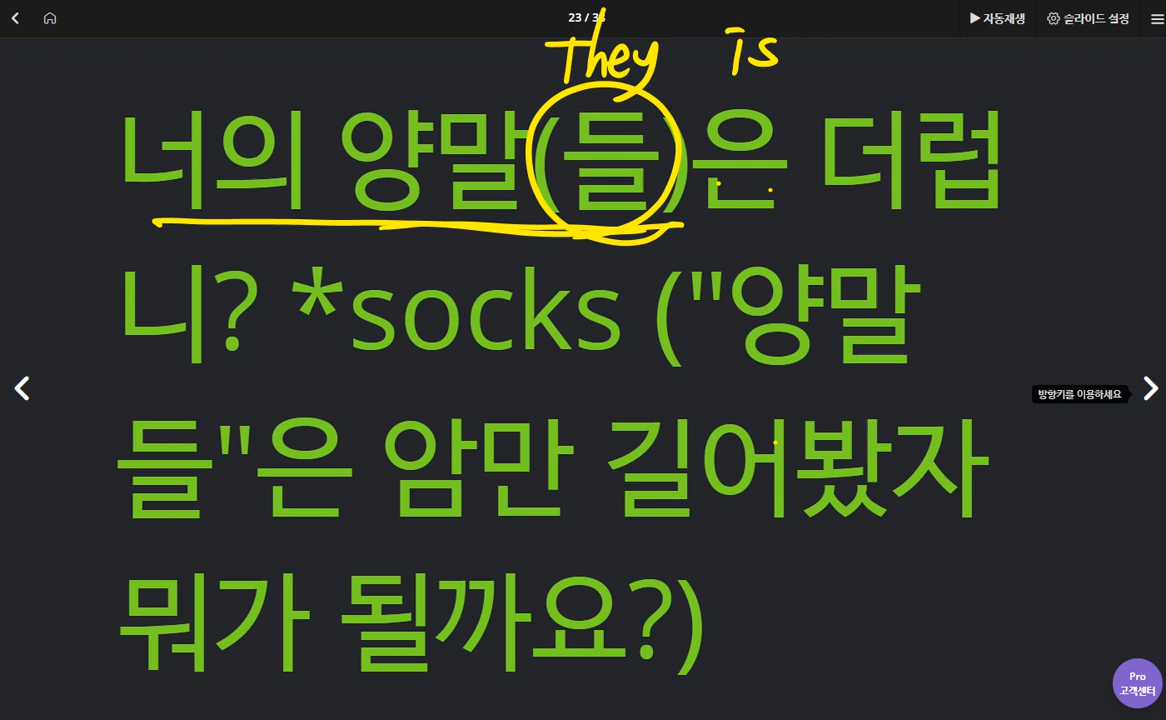 23 / 38
▶ 자동재생
슬라이드 설정
They is
너의 양말(들)은 더럽
니? *socks ("양말
방향키를 이용하세요
들"은 암만 길어봤자
뭐가 될까요?)
Pro
고객센터